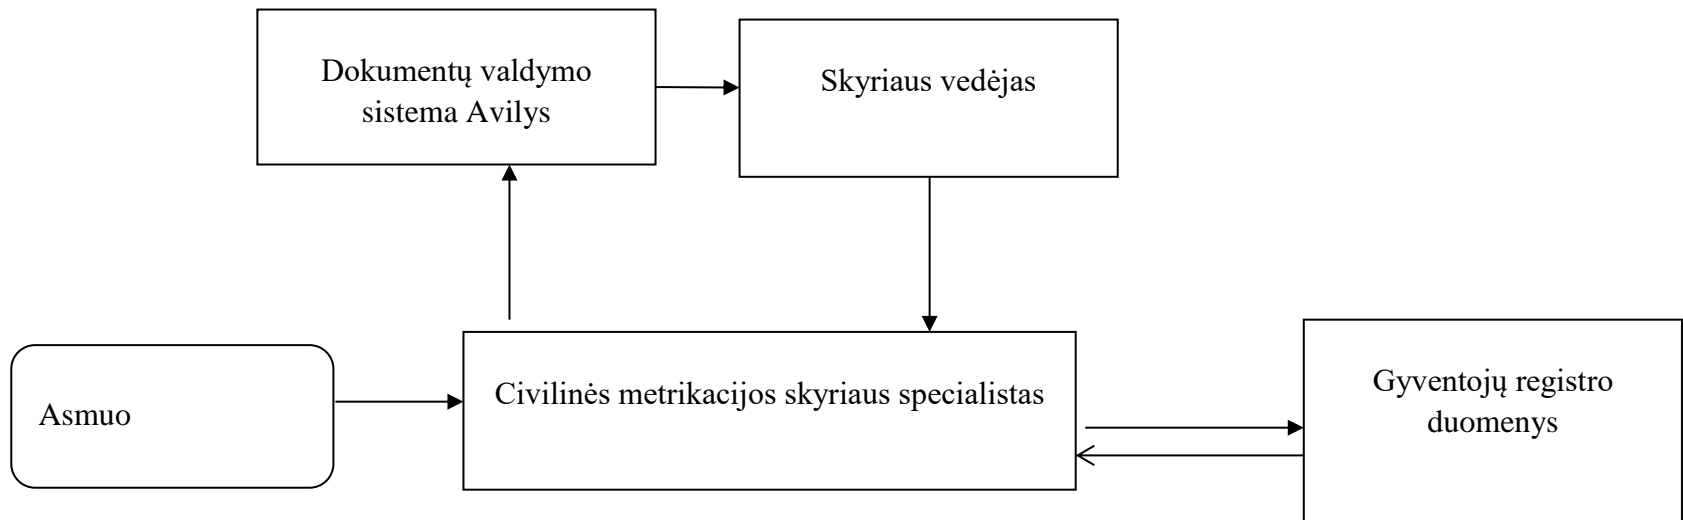 Dokumentų valdymo
sistema Avilys
Skyriaus vedėjas
Asmuo
Civilinės metrikacijos skyriaus specialistas
Gyventojų registro
duomenys